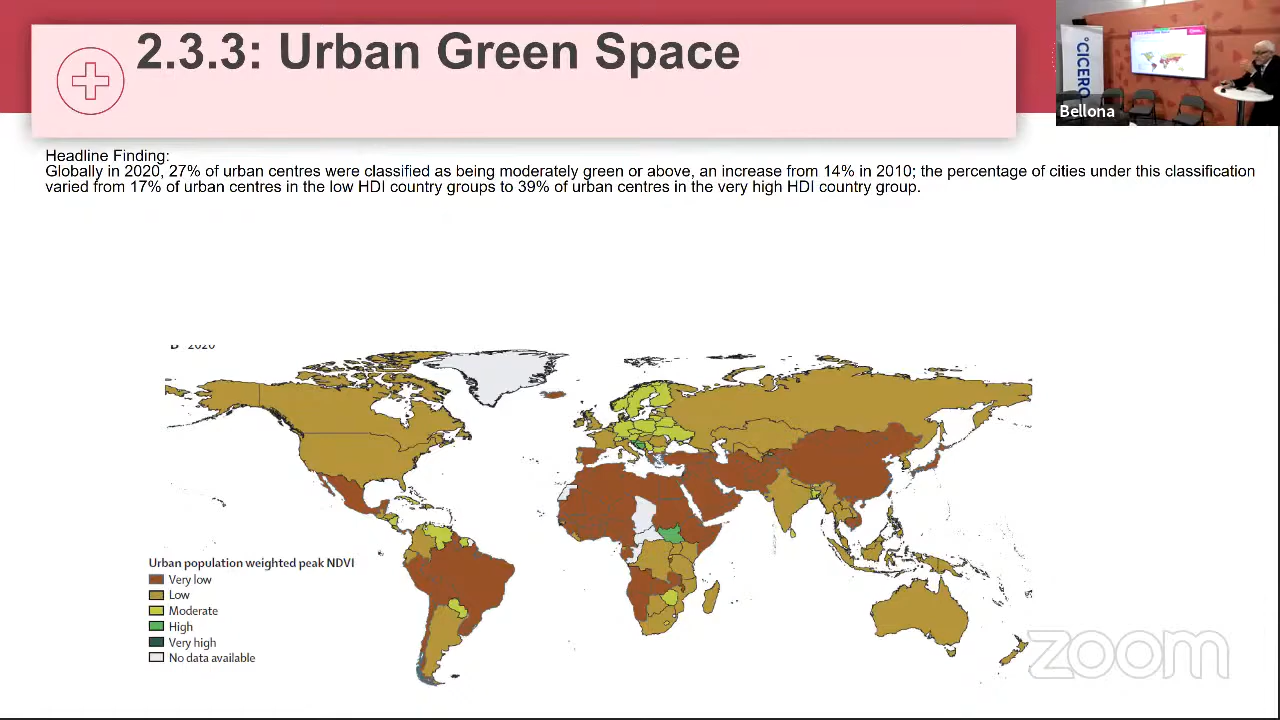 2.3.3: Urban Green Space
°CICERO
Bellona
Headline Finding:
Globally in 2020, 27% of urban centres were classified as being moderately green or above, an increase from 14% in 2010; the percentage of cities under this classification
varied from 17% of urban centres in the low HDI country groups to 39% of urban centres in the very high HDI country group.
2020
Urban population weighted peak NDVI
Very low
Low
Moderate
High
Very high
No data available
zoom